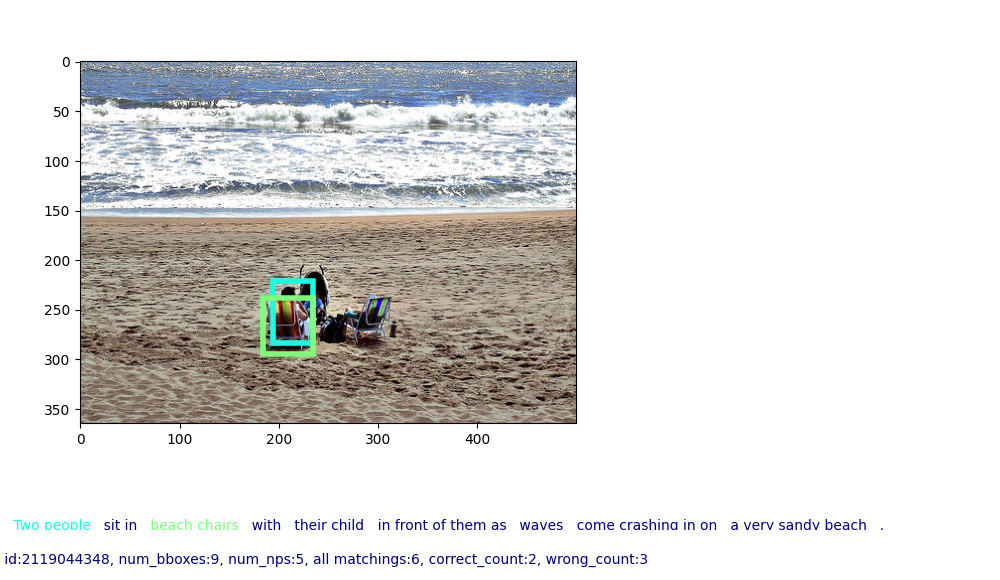 0
50
100
150
200
250
300
350
0 100 200 300 400
Two people sit in beach chairs with their child in front of them as waves come crashing in on a very sandy beach .
id:2119044348, num_bboxes:9, num_nps:5, all matchings:6, correct_count:2, wrong_count:3